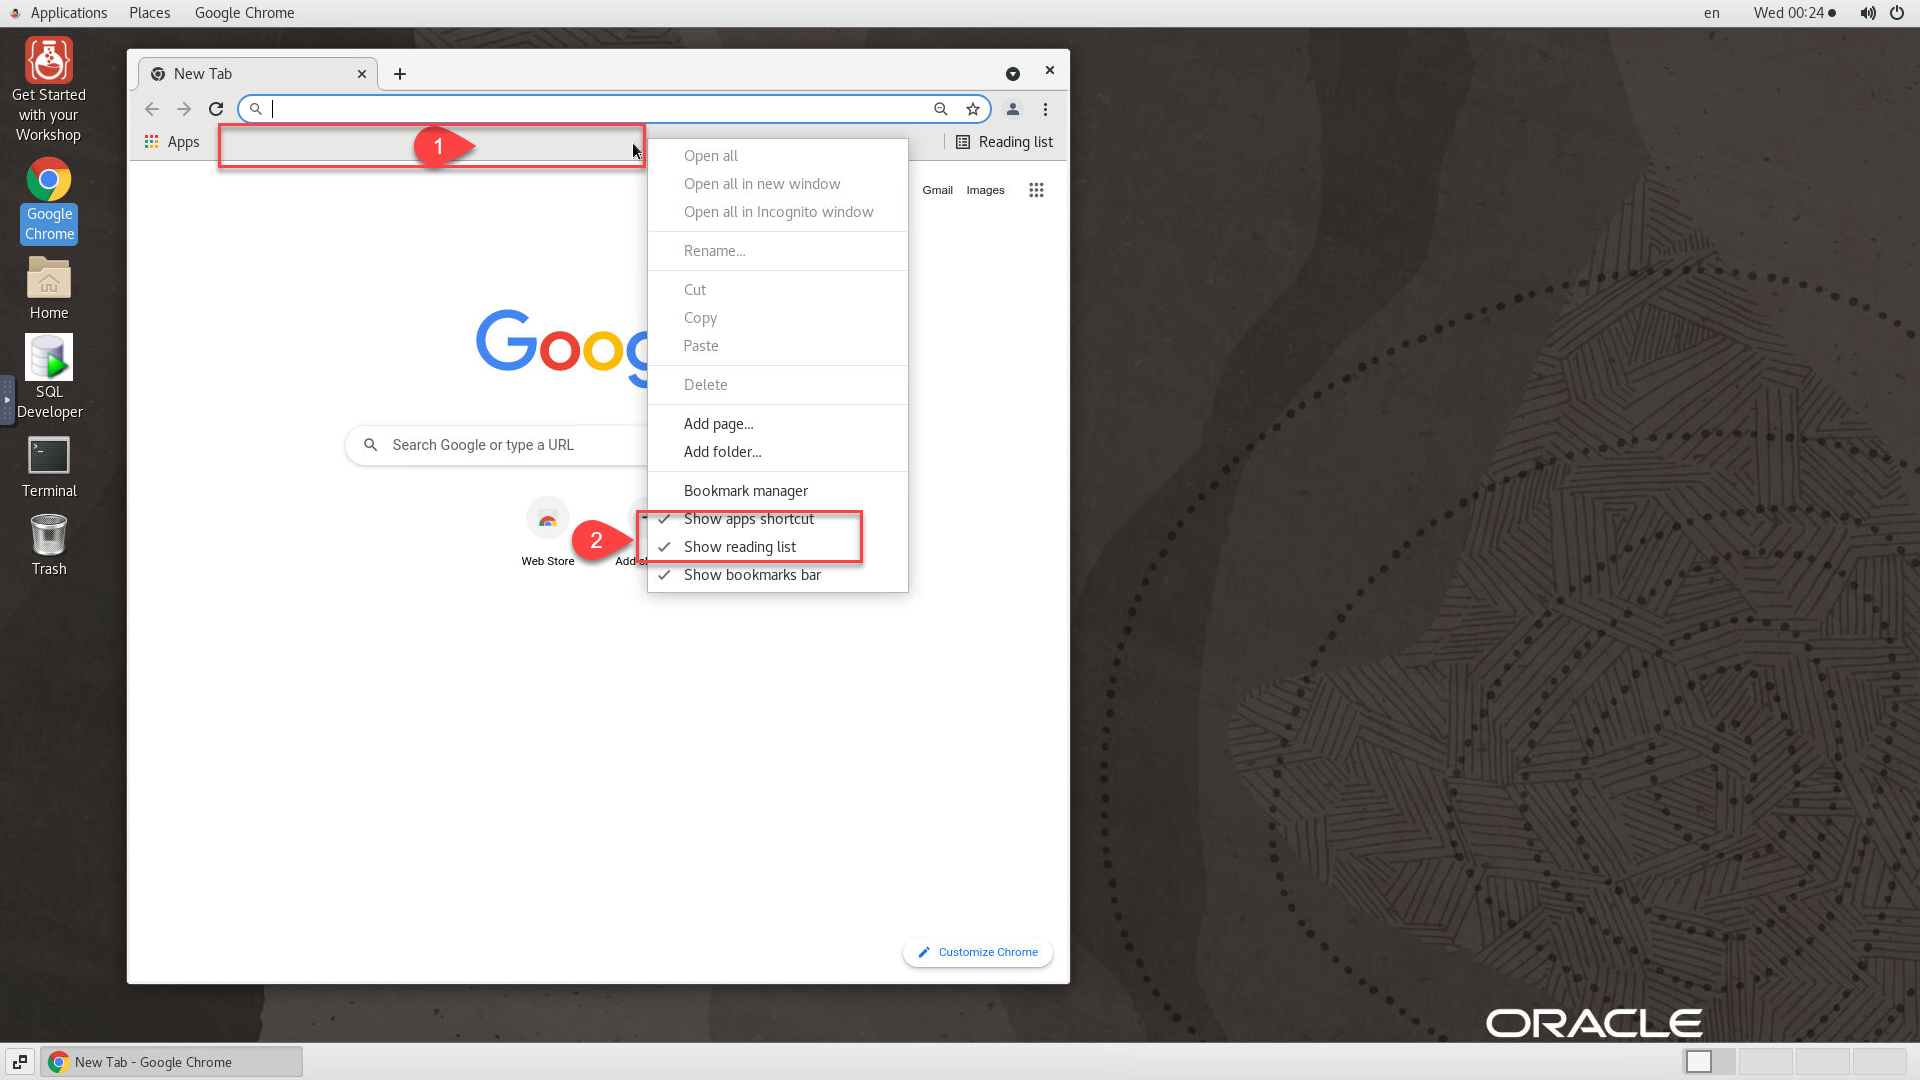 Applications Places Google Chrome en Wed 00:24
Get Started
with your
Workshop
Google
Chrome
Home
SQL
Developer
Terminal
Trash
New Tab
Apps
1
Reading list
Gmail Images
Goog
Search Google or type a URL
Web Store
Add
Open all
Open all in new window
Open all in Incognito window
Rename...
Cut
Copy
Paste
Delete
Add page...
Add folder...
Bookmark manager
Show apps shortcut
2
Show reading list
Show bookmarks bar
Customize Chrome
ORACLE
New Tab - Google Chrome